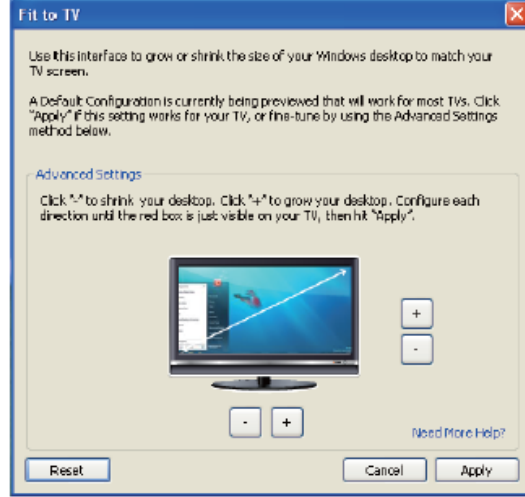 Fit to TV
Use this interface to grow or shrink the size of your Windows desktop to match your
TV screen.
A Default Configuration is currently being previewed that will work for most TVs. Click
"Apply" if this setting works for your TV, or fine-tune by using the Advanced Settings
method below.
Advanced Settings
Click "-" to shrink your desktop. Click "+" to grow your desktop. Configure each
direction until the red box is just visible on your TV, then hit "Apply".
+
-
- +
Need More Help?
Reset Cancel Apply